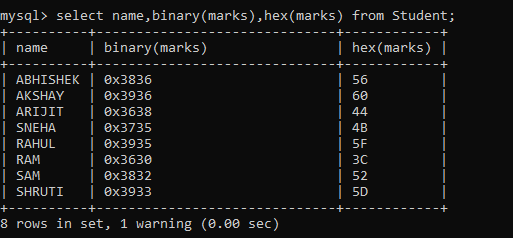 mysql> select name,binary(marks),hex(marks) from Student;
+----------+------------------------------+------------+
| name | binary(marks) | hex(marks) |
+----------+------------------------------+------------+
| ABHISHEK | 0x3836 | 56 |
| AKSHAY | 0x3936 | 60 |
| ARIJIT | 0x3638 | 44 |
| SNEHA | 0x3735 | 4B |
| RAHUL | 0x3935 | 5F |
| RAM | 0x3630 | 3C |
| SAM | 0x3832 | 52 |
| SHRUTI | 0x3933 | 5D |
+----------+------------------------------+------------+
8 rows in set, 1 warning (0.00 sec)